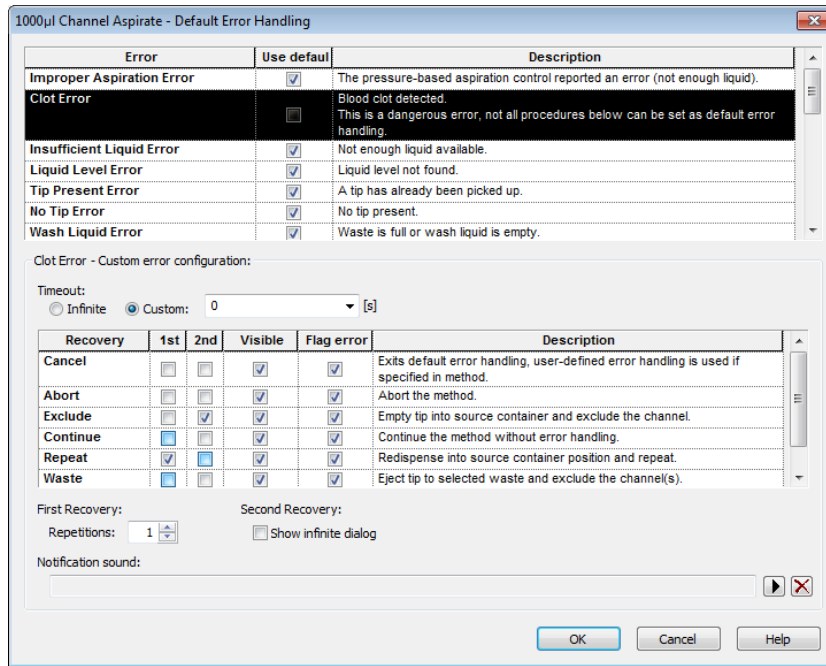 1000µl Channel Aspirate - Default Error Handling
Error Use defaul Description
Improper Aspiration Error The pressure-based aspiration control reported an error (not enough liquid).
Clot Error Blood clot detected.
This is a dangerous error, not all procedures below can be set as default error
handling.
Insufficient Liquid Error Not enough liquid available.
Liquid Level Error Liquid level not found.
Tip Present Error A tip has already been picked up.
No Tip Error No tip present.
Wash Liquid Error Waste is full or wash liquid is empty.
Clot Error - Custom error configuration:
Timeout:
Infinite Custom: 0 [s]
Recovery 1st 2nd Visible Flag error Description
Cancel Exits default error handling, user-defined error handling is used if
specified in method.
Abort Abort the method.
Exclude Empty tip into source container and exclude the channel.
Continue Continue the method without error handling.
Repeat Redispense into source container position and repeat.
Waste Eject tip to selected waste and exclude the channel(s).
First Recovery: Second Recovery:
Repetitions: 1 Show infinite dialog
Notification sound:
OK Cancel Help